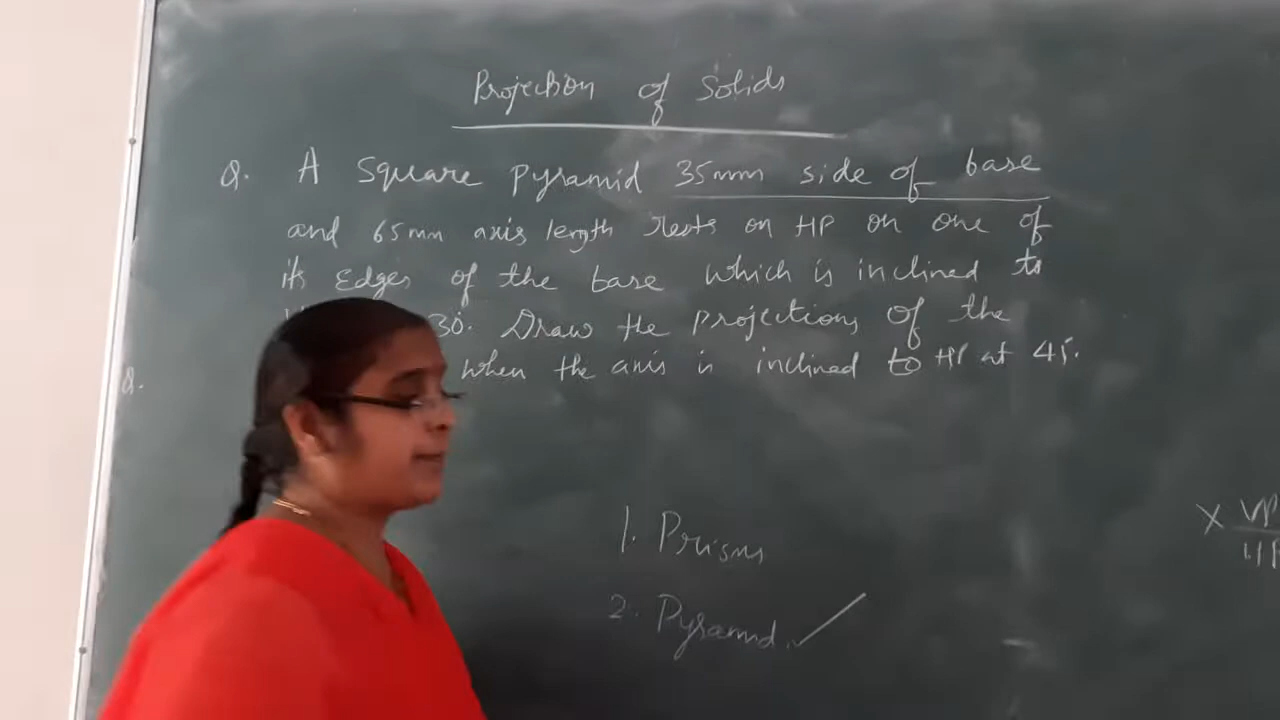 Projection of Solids
Q. A Square Pyramid 35mm side of base
and 65mm axis length rests on HP on one of
its Edges of the base which is inclined to
30°. Draw the projections of the
when the axis is inclined to HP at 45°.
Q.
1. Prisms
2. Pyramid.
X VP
HP